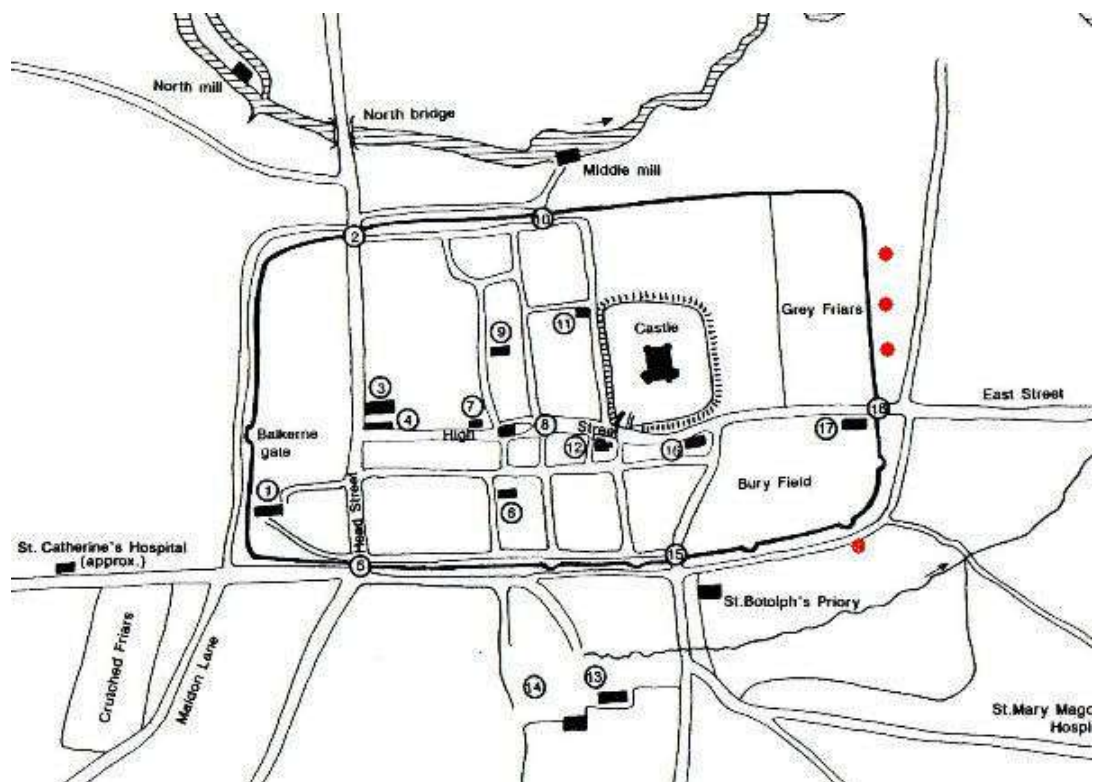 North mill
North bridge
Middle mill
2
10
Grey Friars
11
Castle
9
3
4
7
East Street
18
High
8
Street
12
16
17
Balkerne
gate
1
Head Street
6
Bury Field
St. Catherine's Hospital
(approx.)
5
15
St.Botolph's Priory
Crutched Friars
Maldon Lane
14
13
St.Mary Mag
Hospi